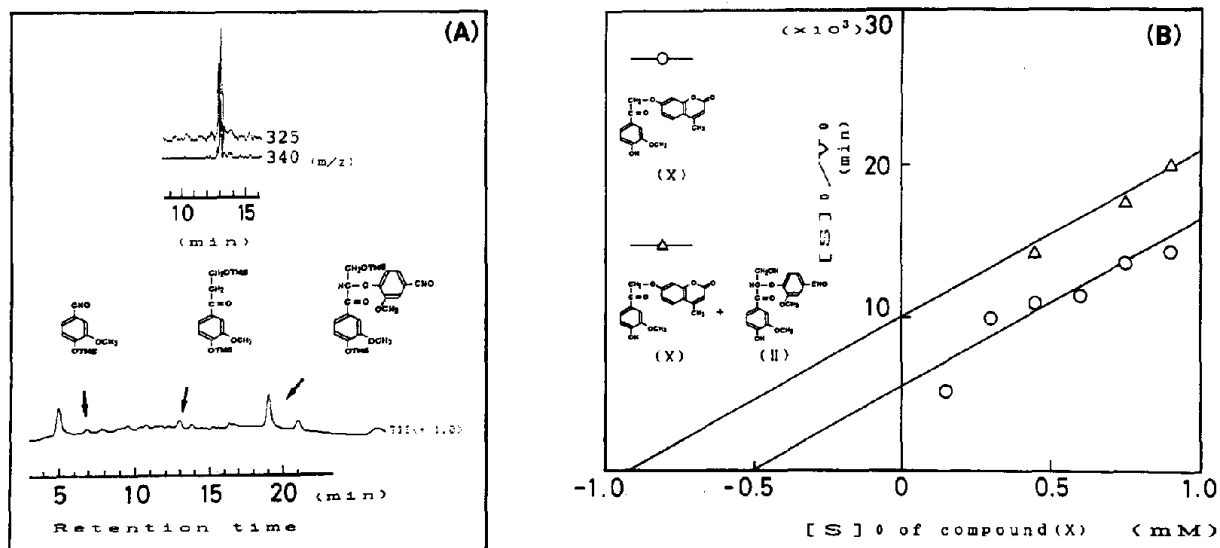 (A)
325
340 (m/z)
10 15
(min)
CHO
OCH₃
OTMS
CH₂OTMS
CH₂
C=O
OCH₃
OTMS
CH₂OTMS
HC-O
CHO
C=O
OCH₃
OCH₃
OTMS
5 10 15 20 (min)
Retention time
(B)
(×10³) 30
20
10
[S]₀/V₀
(min)
CH₂-O
C=O
CH₃
OCH₃
OH
(X)
CH₂-O
C=O
CH₃
OCH₃
OH
(X)
+
CH₂OH
HC-O
CHO
C=O
OCH₃
OCH₃
OH
(II)
-1.0 -0.5 0 0.5 1.0
[S]₀ of compound(X) (mM)